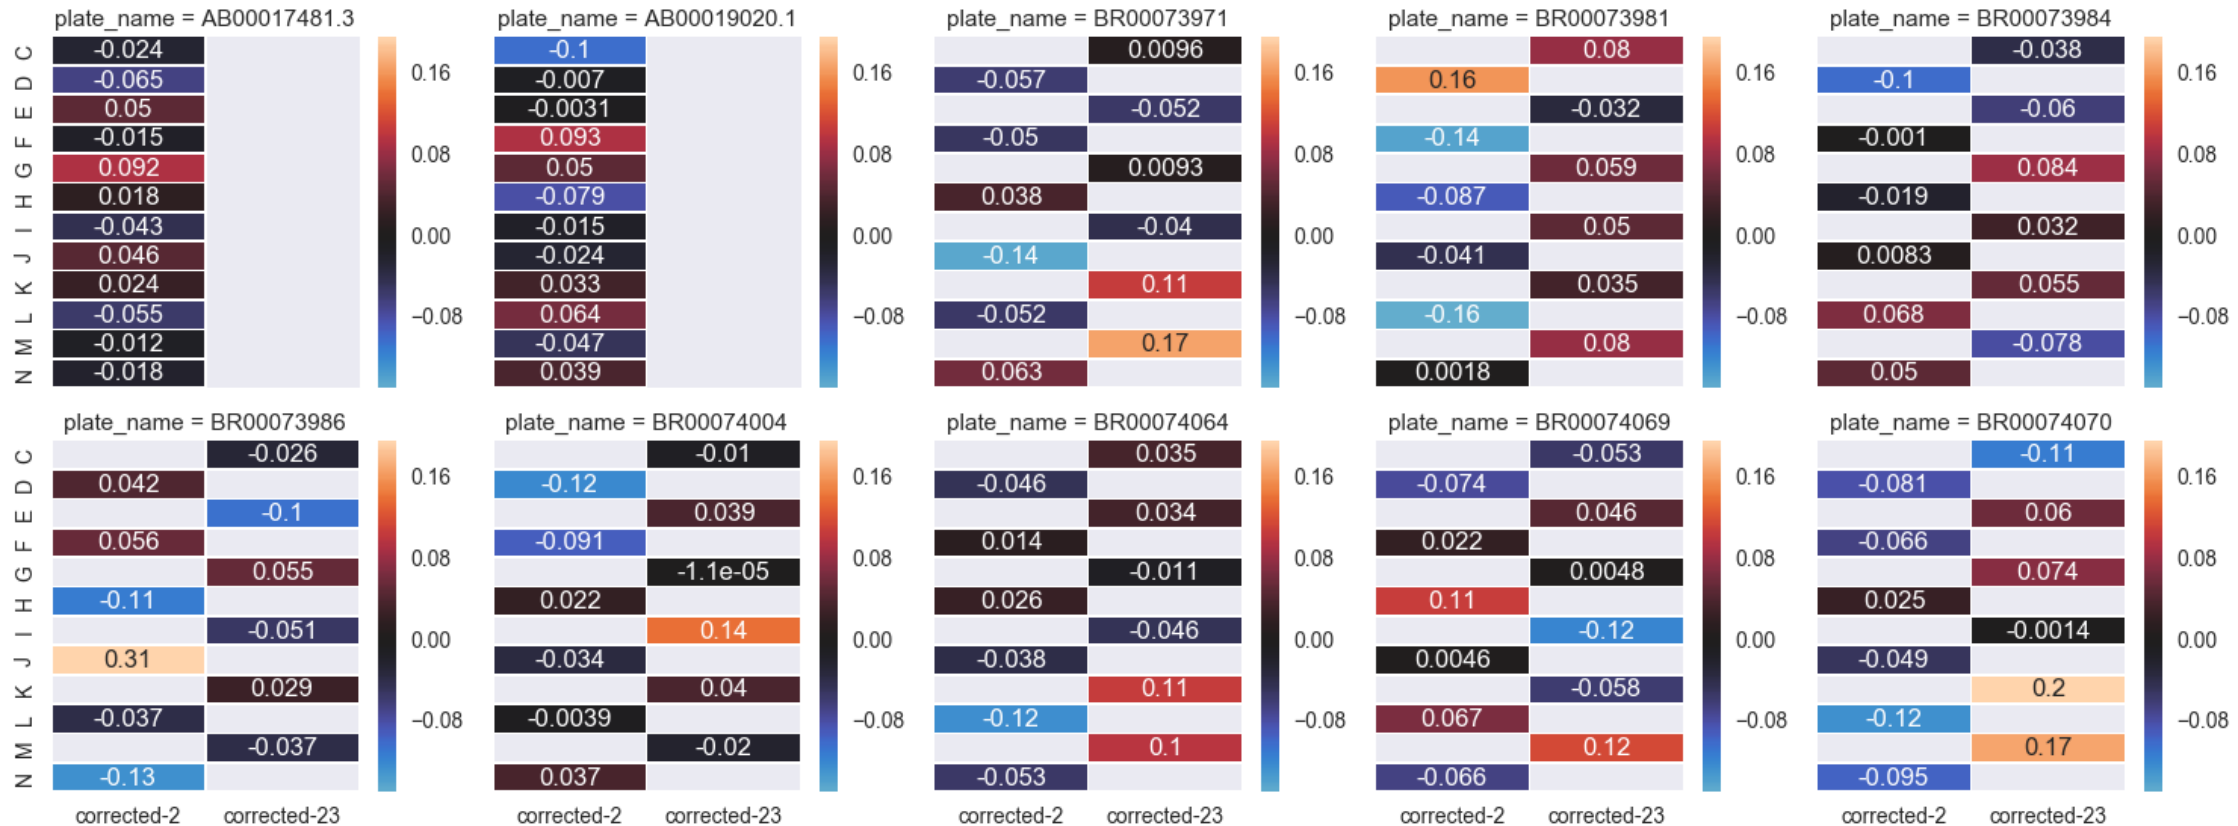 plate_name = AB00017481.3 plate_name = AB00019020.1 plate_name = BR00073971 plate_name = BR00073981 plate_name = BR00073984
C -0.024 -0.1 0.0096 0.08 -0.038
0.16 0.16 0.16 0.16 0.16
D -0.065 -0.007 -0.057 0.16 -0.1
E 0.05 -0.0031 -0.052 -0.032 -0.06
F -0.015 0.093 -0.05 -0.14 -0.001
0.08 0.08 0.08 0.08 0.08
G 0.092 0.05 0.0093 0.059 0.084
H 0.018 -0.079 0.038 -0.087 -0.019
I -0.043 -0.015 -0.04 0.05 0.032
0.00 0.00 0.00 0.00 0.00
J 0.046 -0.024 -0.14 -0.041 0.0083
K 0.024 0.033 0.11 0.035 0.055
L -0.055 0.064 -0.052 -0.16 0.068
−0.08 −0.08 −0.08 −0.08 −0.08
M -0.012 -0.047 0.17 0.08 -0.078
N -0.018 0.039 0.063 0.0018 0.05
plate_name = BR00073986 plate_name = BR00074004 plate_name = BR00074064 plate_name = BR00074069 plate_name = BR00074070
C -0.026 -0.01 0.035 -0.053 -0.11
0.16 0.16 0.16 0.16 0.16
D 0.042 -0.12 -0.046 -0.074 -0.081
E -0.1 0.039 0.034 0.046 0.06
F 0.056 -0.091 0.014 0.022 -0.066
0.08 0.08 0.08 0.08 0.08
G 0.055 -1.1e-05 -0.011 0.0048 0.074
H -0.11 0.022 0.026 0.11 0.025
I -0.051 0.14 -0.046 -0.12 -0.0014
0.00 0.00 0.00 0.00 0.00
J 0.31 -0.034 -0.038 0.0046 -0.049
K 0.029 0.04 0.11 -0.058 0.2
L -0.037 -0.0039 -0.12 0.067 -0.12
−0.08 −0.08 −0.08 −0.08 −0.08
M -0.037 -0.02 0.1 0.12 0.17
N -0.13 0.037 -0.053 -0.066 -0.095
corrected-2 corrected-23 corrected-2 corrected-23 corrected-2 corrected-23 corrected-2 corrected-23 corrected-2 corrected-23